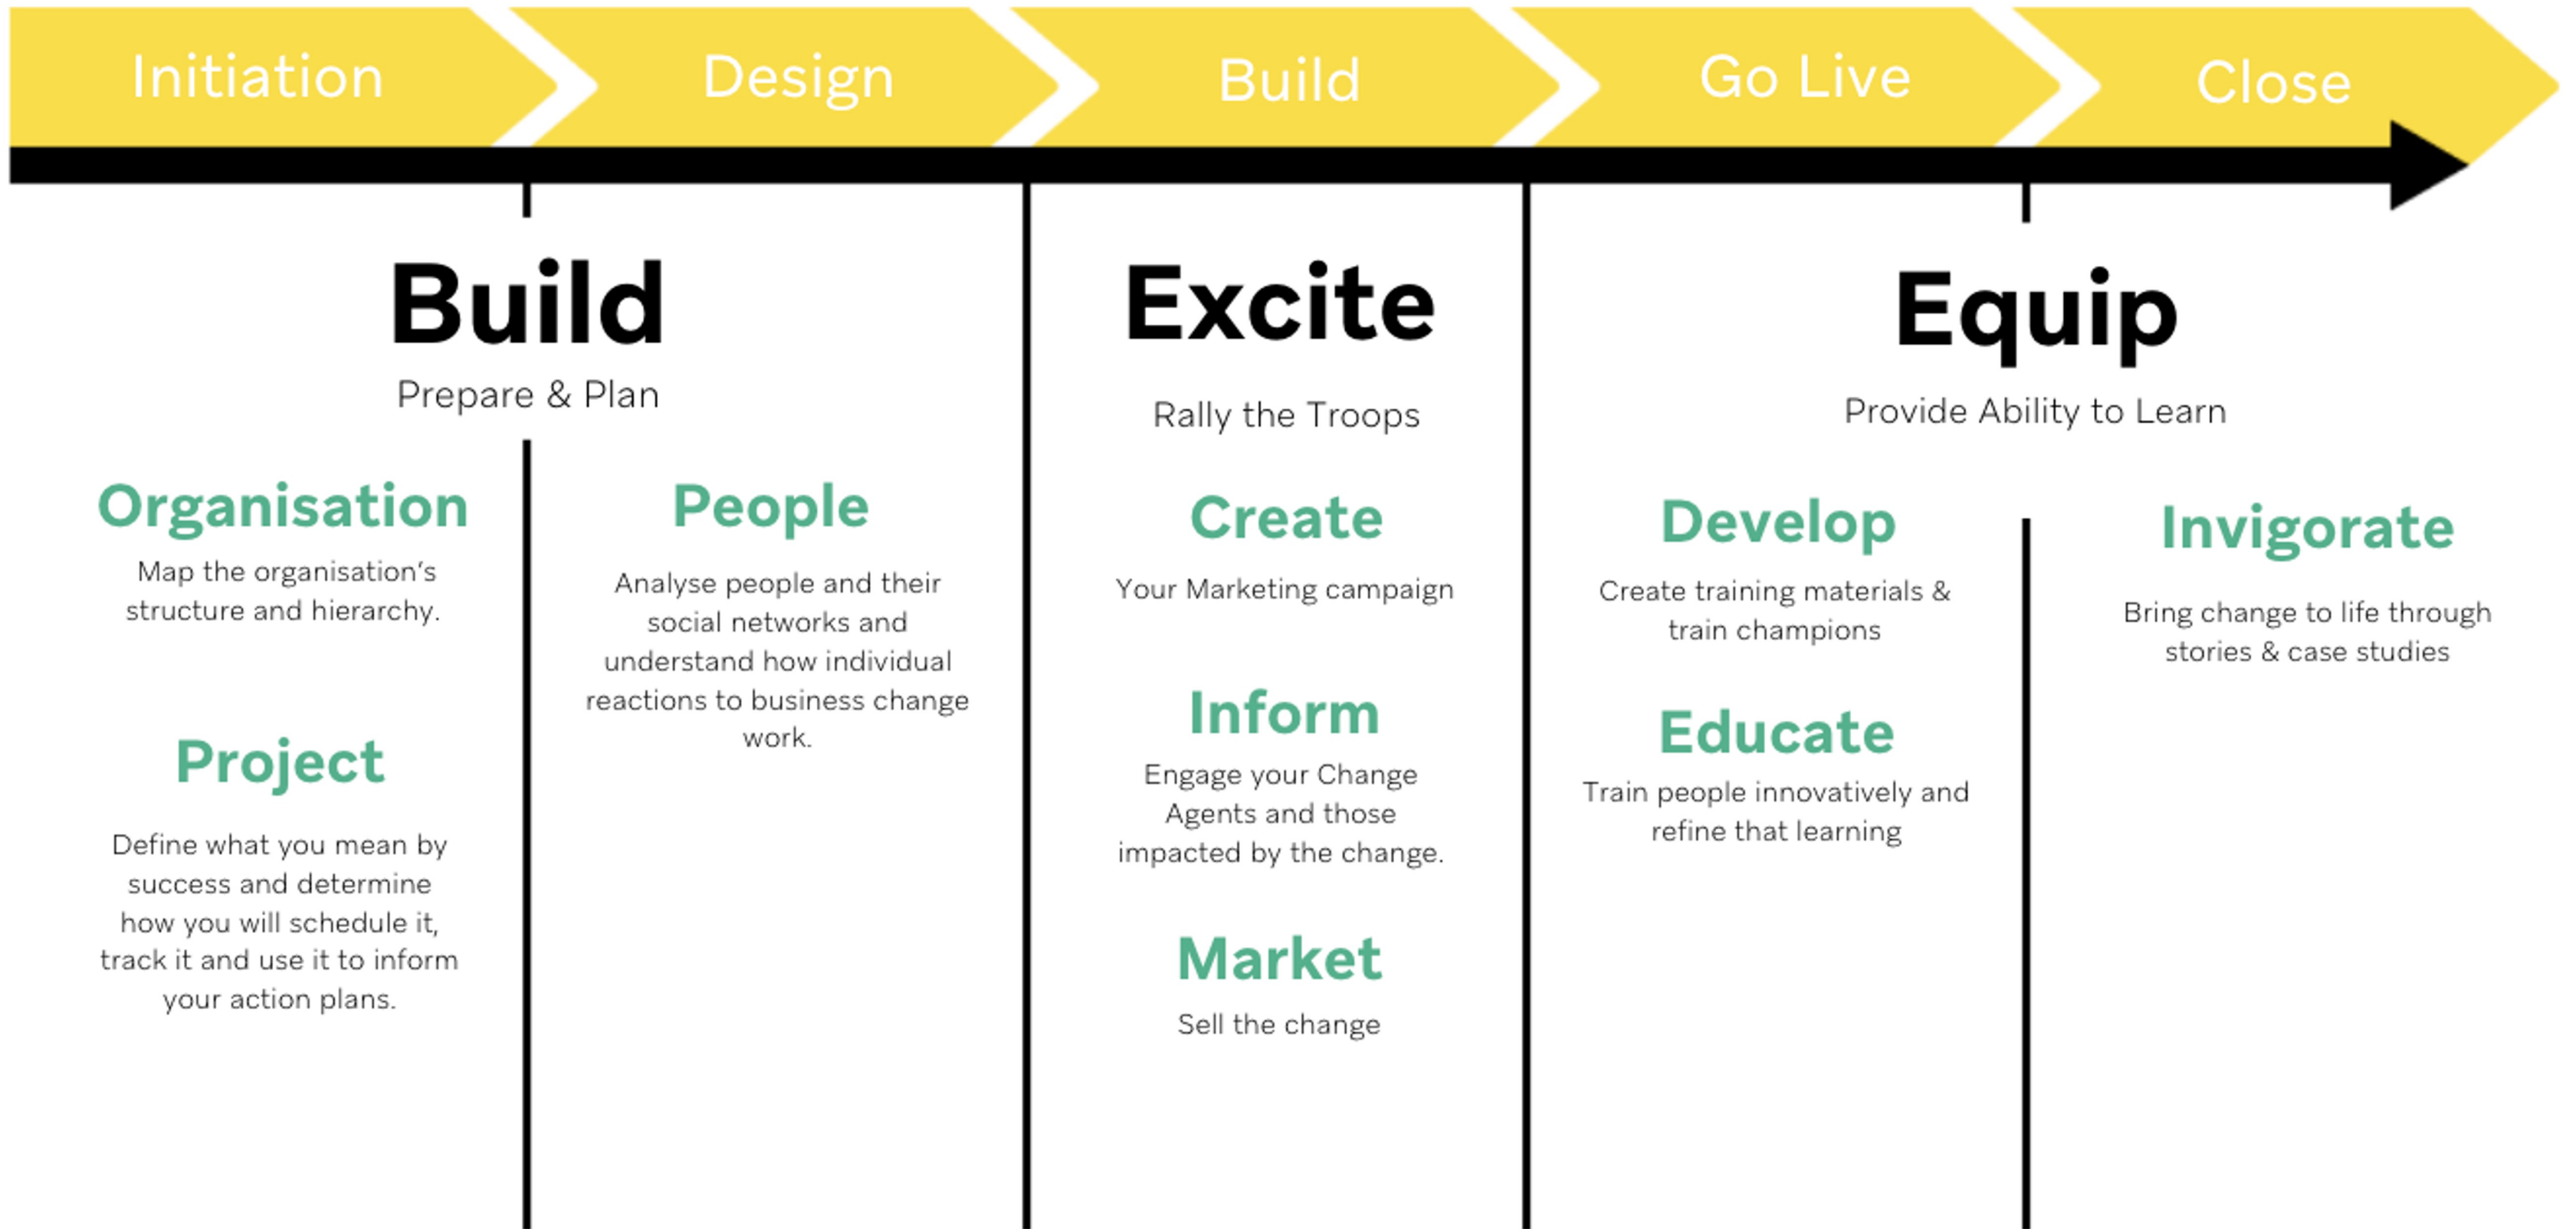 Initiation
Design
Build
Go Live
Close
Build
Prepare & Plan
Organisation
Map the organisation's
structure and hierarchy.
Project
Define what you mean by
success and determine
how you will schedule it,
track it and use it to inform
your action plans.
People
Analyse people and their
social networks and
understand how individual
reactions to business change
work.
Excite
Rally the Troops
Create
Your Marketing campaign
Inform
Engage your Change
Agents and those
impacted by the change.
Market
Sell the change
Equip
Provide Ability to Learn
Develop
Create training materials &
train champions
Educate
Train people innovatively and
refine that learning
Invigorate
Bring change to life through
stories & case studies